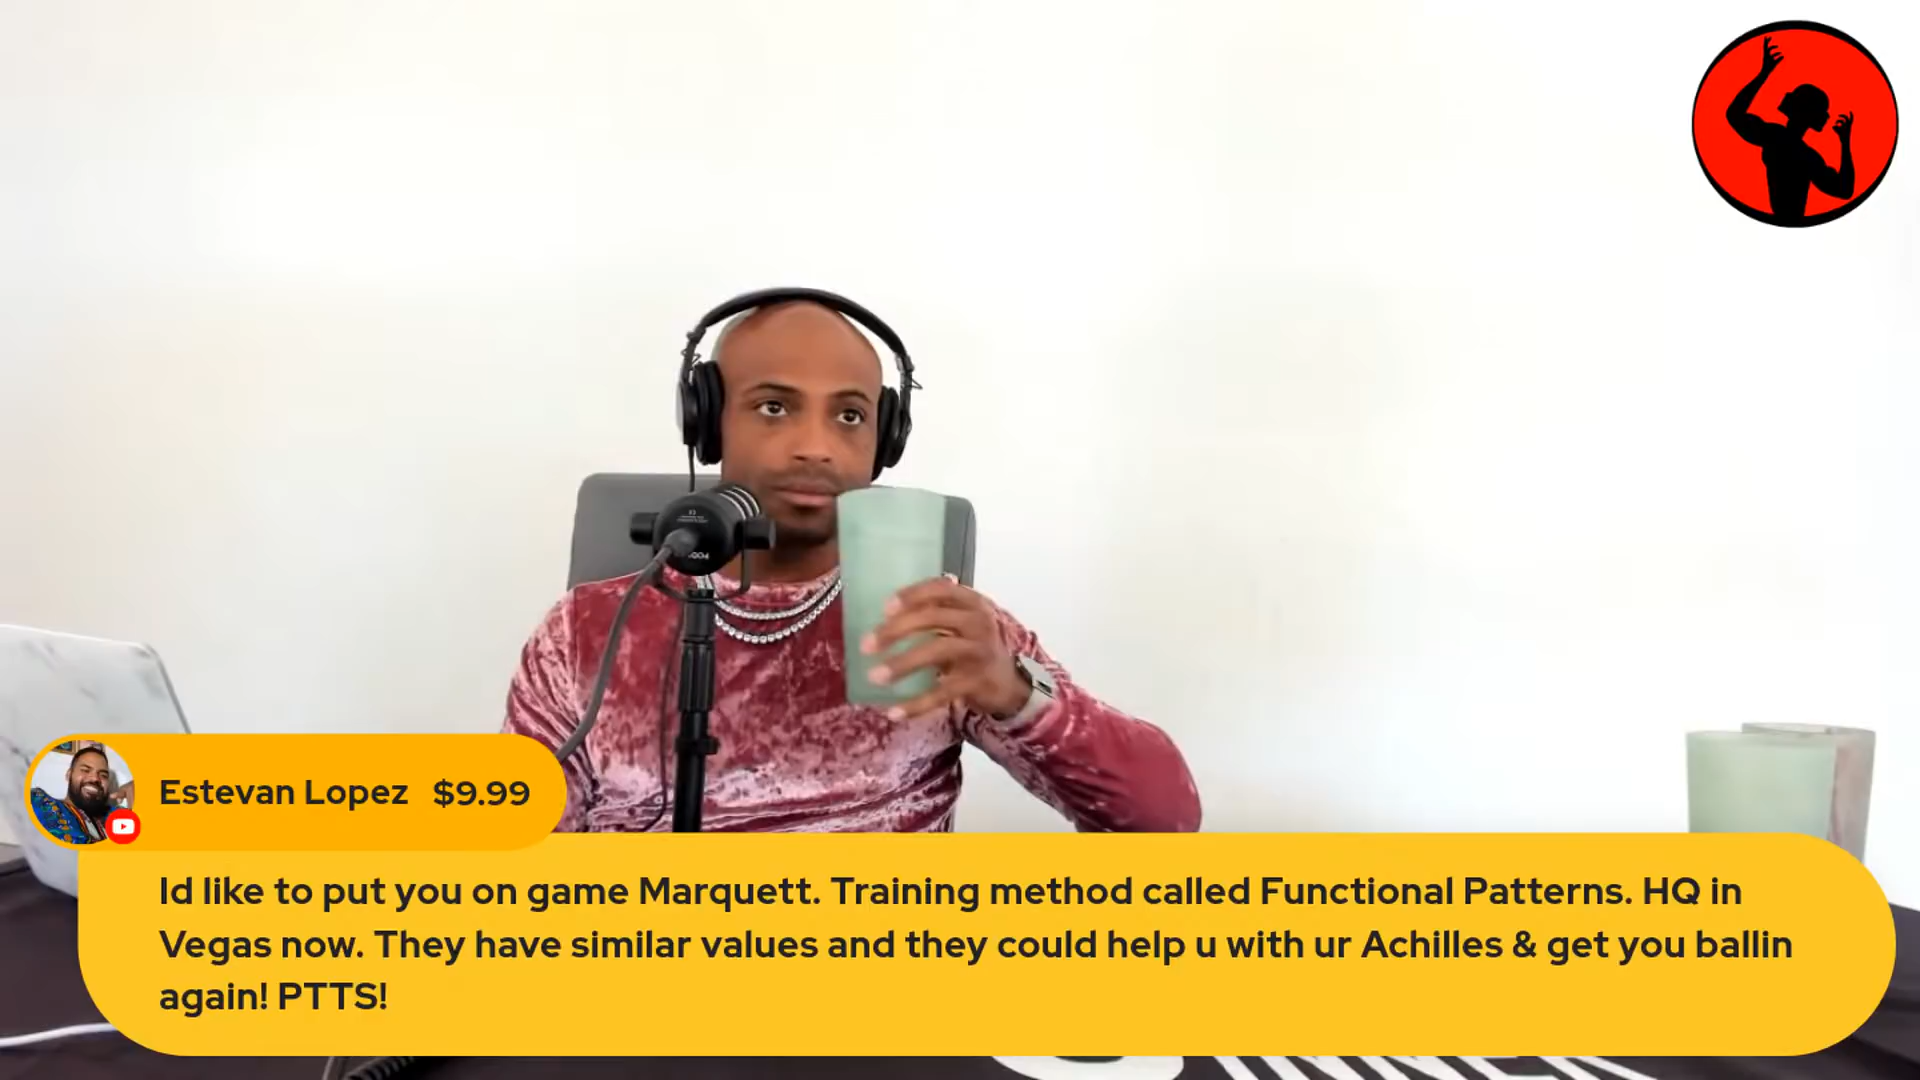 Estevan Lopez $9.99
Id like to put you on game Marquett. Training method called Functional Patterns. HQ in
Vegas now. They have similar values and they could help u with ur Achilles & get you ballin
again! PTTS!